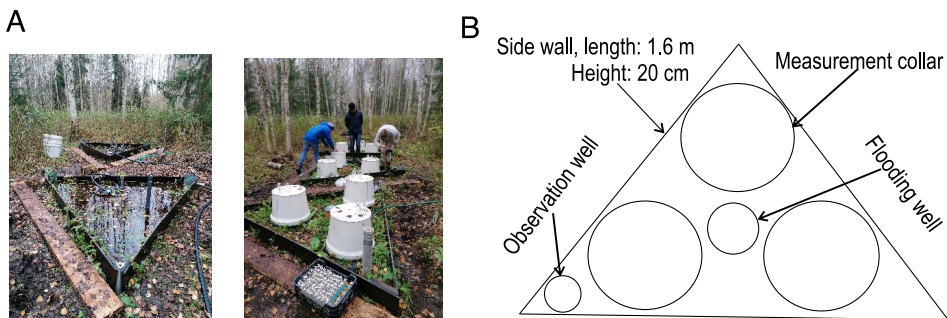 A
B
Side wall, length: 1.6 m
Height: 20 cm
Measurement collar
Observation well
Flooding well